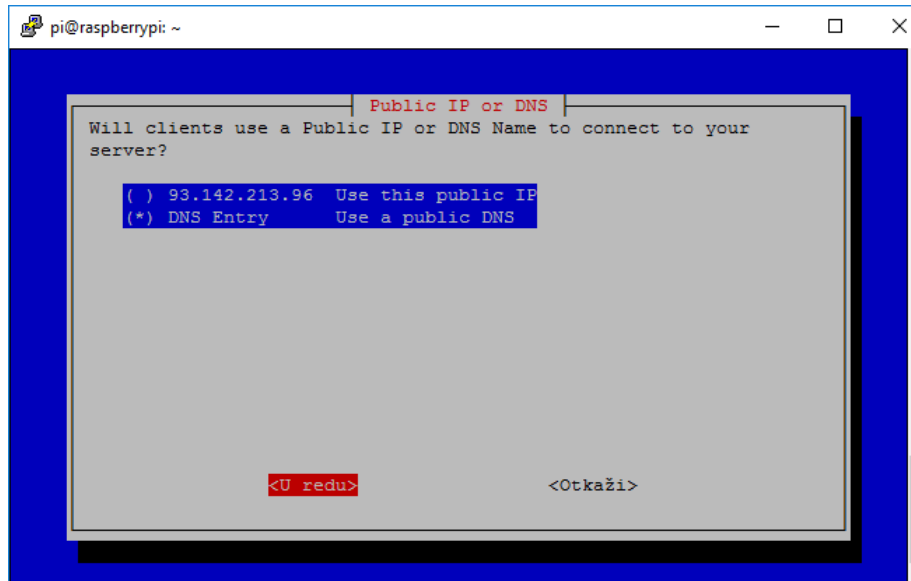 pi@raspberrypi: ~
Public IP or DNS
Will clients use a Public IP or DNS Name to connect to your
server?
( ) 93.142.213.96 Use this public IP
(*) DNS Entry Use a public DNS
<U redu> <Otkaži>